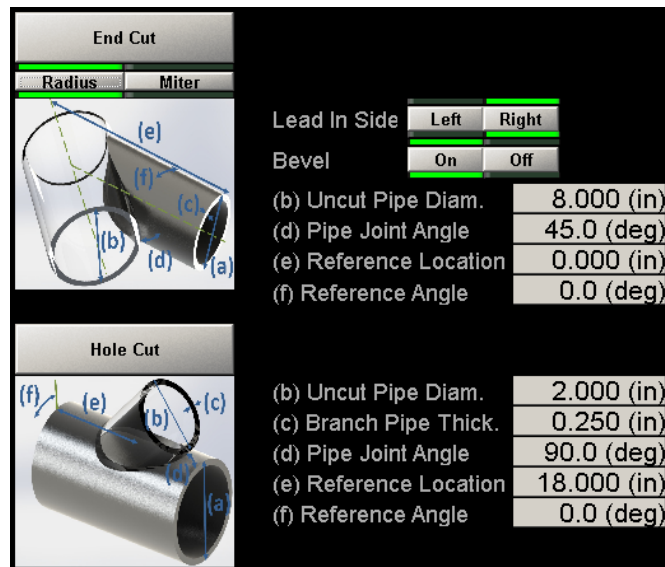 End Cut
Radius Miter
(e)
(f)
(c)
(b)
(d)
(a)
Lead In Side Left Right
Bevel On Off
(b) Uncut Pipe Diam. 8.000 (in)
(d) Pipe Joint Angle 45.0 (deg)
(e) Reference Location 0.000 (in)
(f) Reference Angle 0.0 (deg)
Hole Cut
(f)
(e)
(b)
(c)
(d)
(a)
(b) Uncut Pipe Diam. 2.000 (in)
(c) Branch Pipe Thick. 0.250 (in)
(d) Pipe Joint Angle 90.0 (deg)
(e) Reference Location 18.000 (in)
(f) Reference Angle 0.0 (deg)